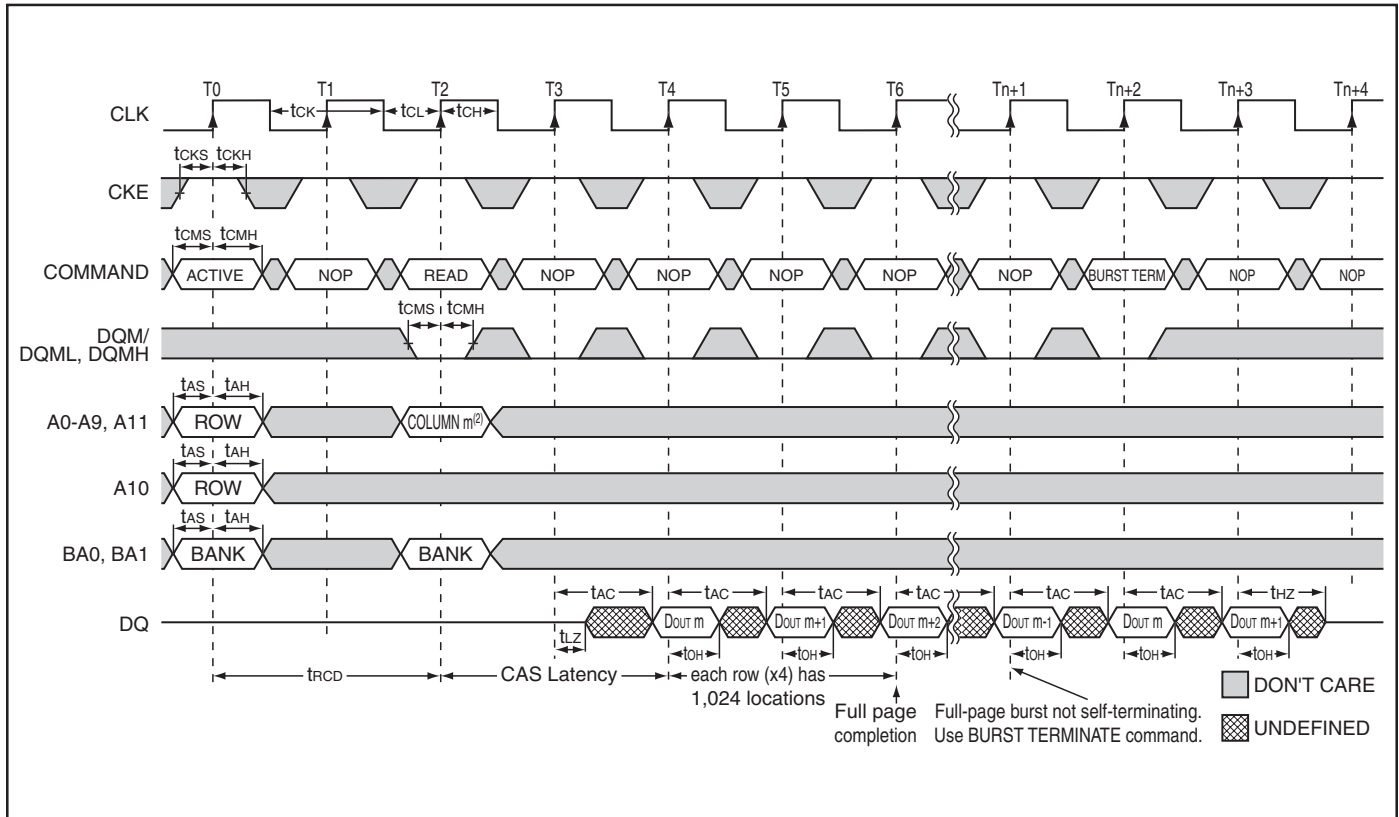 T0 T1 T2 T3 T4 T5 T6 Tn+1 Tn+2 Tn+3 Tn+4
CLK tCK tCL tCH
tCKS tCKH
CKE
tCMS tCMH
COMMAND ACTIVE NOP READ NOP NOP NOP NOP NOP BURST TERM NOP NOP
tCMS tCMH
DQM/
DQML, DQMH
tAS tAH
A0-A9, A11 ROW COLUMN m(2)
tAS tAH
A10 ROW
tAS tAH
BA0, BA1 BANK BANK
tAC tAC tAC tAC tAC tAC tHZ
DQ DOUT m DOUT m+1 DOUT m+2 DOUT m-1 DOUT m DOUT m+1
tLZ tOH tOH tOH tOH tOH tOH
tRCD CAS Latency each row (x4) has
1,024 locations
Full page
completion
Full-page burst not self-terminating.
Use BURST TERMINATE command.
DON'T CARE
UNDEFINED